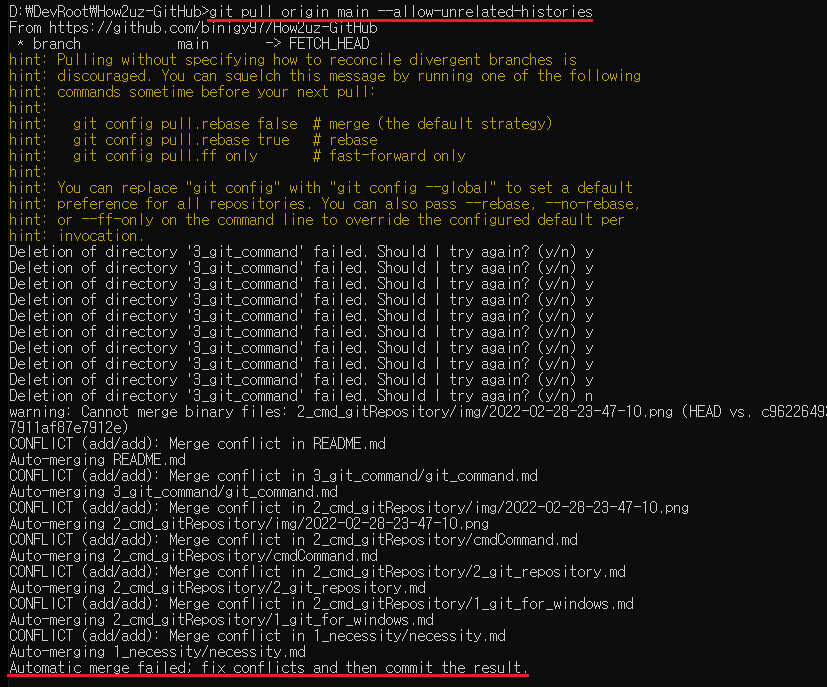 D:\DevRoot\How2uz-GitHub>git pull origin main --allow-unrelated-histories
From https://github.com/binigy97/How2uz-GitHub
 * branch            main       -> FETCH_HEAD
hint: Pulling without specifying how to reconcile divergent branches is
hint: discouraged. You can squelch this message by running one of the following
hint: commands sometime before your next pull:
hint:
hint:   git config pull.rebase false  # merge (the default strategy)
hint:   git config pull.rebase true   # rebase
hint:   git config pull.ff only       # fast-forward only
hint:
hint: You can replace "git config" with "git config --global" to set a default
hint: preference for all repositories. You can also pass --rebase, --no-rebase,
hint: or --ff-only on the command line to override the configured default per
hint: invocation.
Deletion of directory '3_git_command' failed. Should I try again? (y/n) y
Deletion of directory '3_git_command' failed. Should I try again? (y/n) y
Deletion of directory '3_git_command' failed. Should I try again? (y/n) y
Deletion of directory '3_git_command' failed. Should I try again? (y/n) y
Deletion of directory '3_git_command' failed. Should I try again? (y/n) y
Deletion of directory '3_git_command' failed. Should I try again? (y/n) y
Deletion of directory '3_git_command' failed. Should I try again? (y/n) y
Deletion of directory '3_git_command' failed. Should I try again? (y/n) y
Deletion of directory '3_git_command' failed. Should I try again? (y/n) y
Deletion of directory '3_git_command' failed. Should I try again? (y/n) n
warning: Cannot merge binary files: 2_cmd_gitRepository/img/2022-02-28-23-47-10.png (HEAD vs. c9622649
7911af87e7912e)
CONFLICT (add/add): Merge conflict in README.md
Auto-merging README.md
CONFLICT (add/add): Merge conflict in 3_git_command/git_command.md
Auto-merging 3_git_command/git_command.md
CONFLICT (add/add): Merge conflict in 2_cmd_gitRepository/img/2022-02-28-23-47-10.png
Auto-merging 2_cmd_gitRepository/img/2022-02-28-23-47-10.png
CONFLICT (add/add): Merge conflict in 2_cmd_gitRepository/cmdCommand.md
Auto-merging 2_cmd_gitRepository/cmdCommand.md
CONFLICT (add/add): Merge conflict in 2_cmd_gitRepository/2_git_repository.md
Auto-merging 2_cmd_gitRepository/2_git_repository.md
CONFLICT (add/add): Merge conflict in 2_cmd_gitRepository/1_git_for_windows.md
Auto-merging 2_cmd_gitRepository/1_git_for_windows.md
CONFLICT (add/add): Merge conflict in 1_necessity/necessity.md
Auto-merging 1_necessity/necessity.md
Automatic merge failed; fix conflicts and then commit the result.